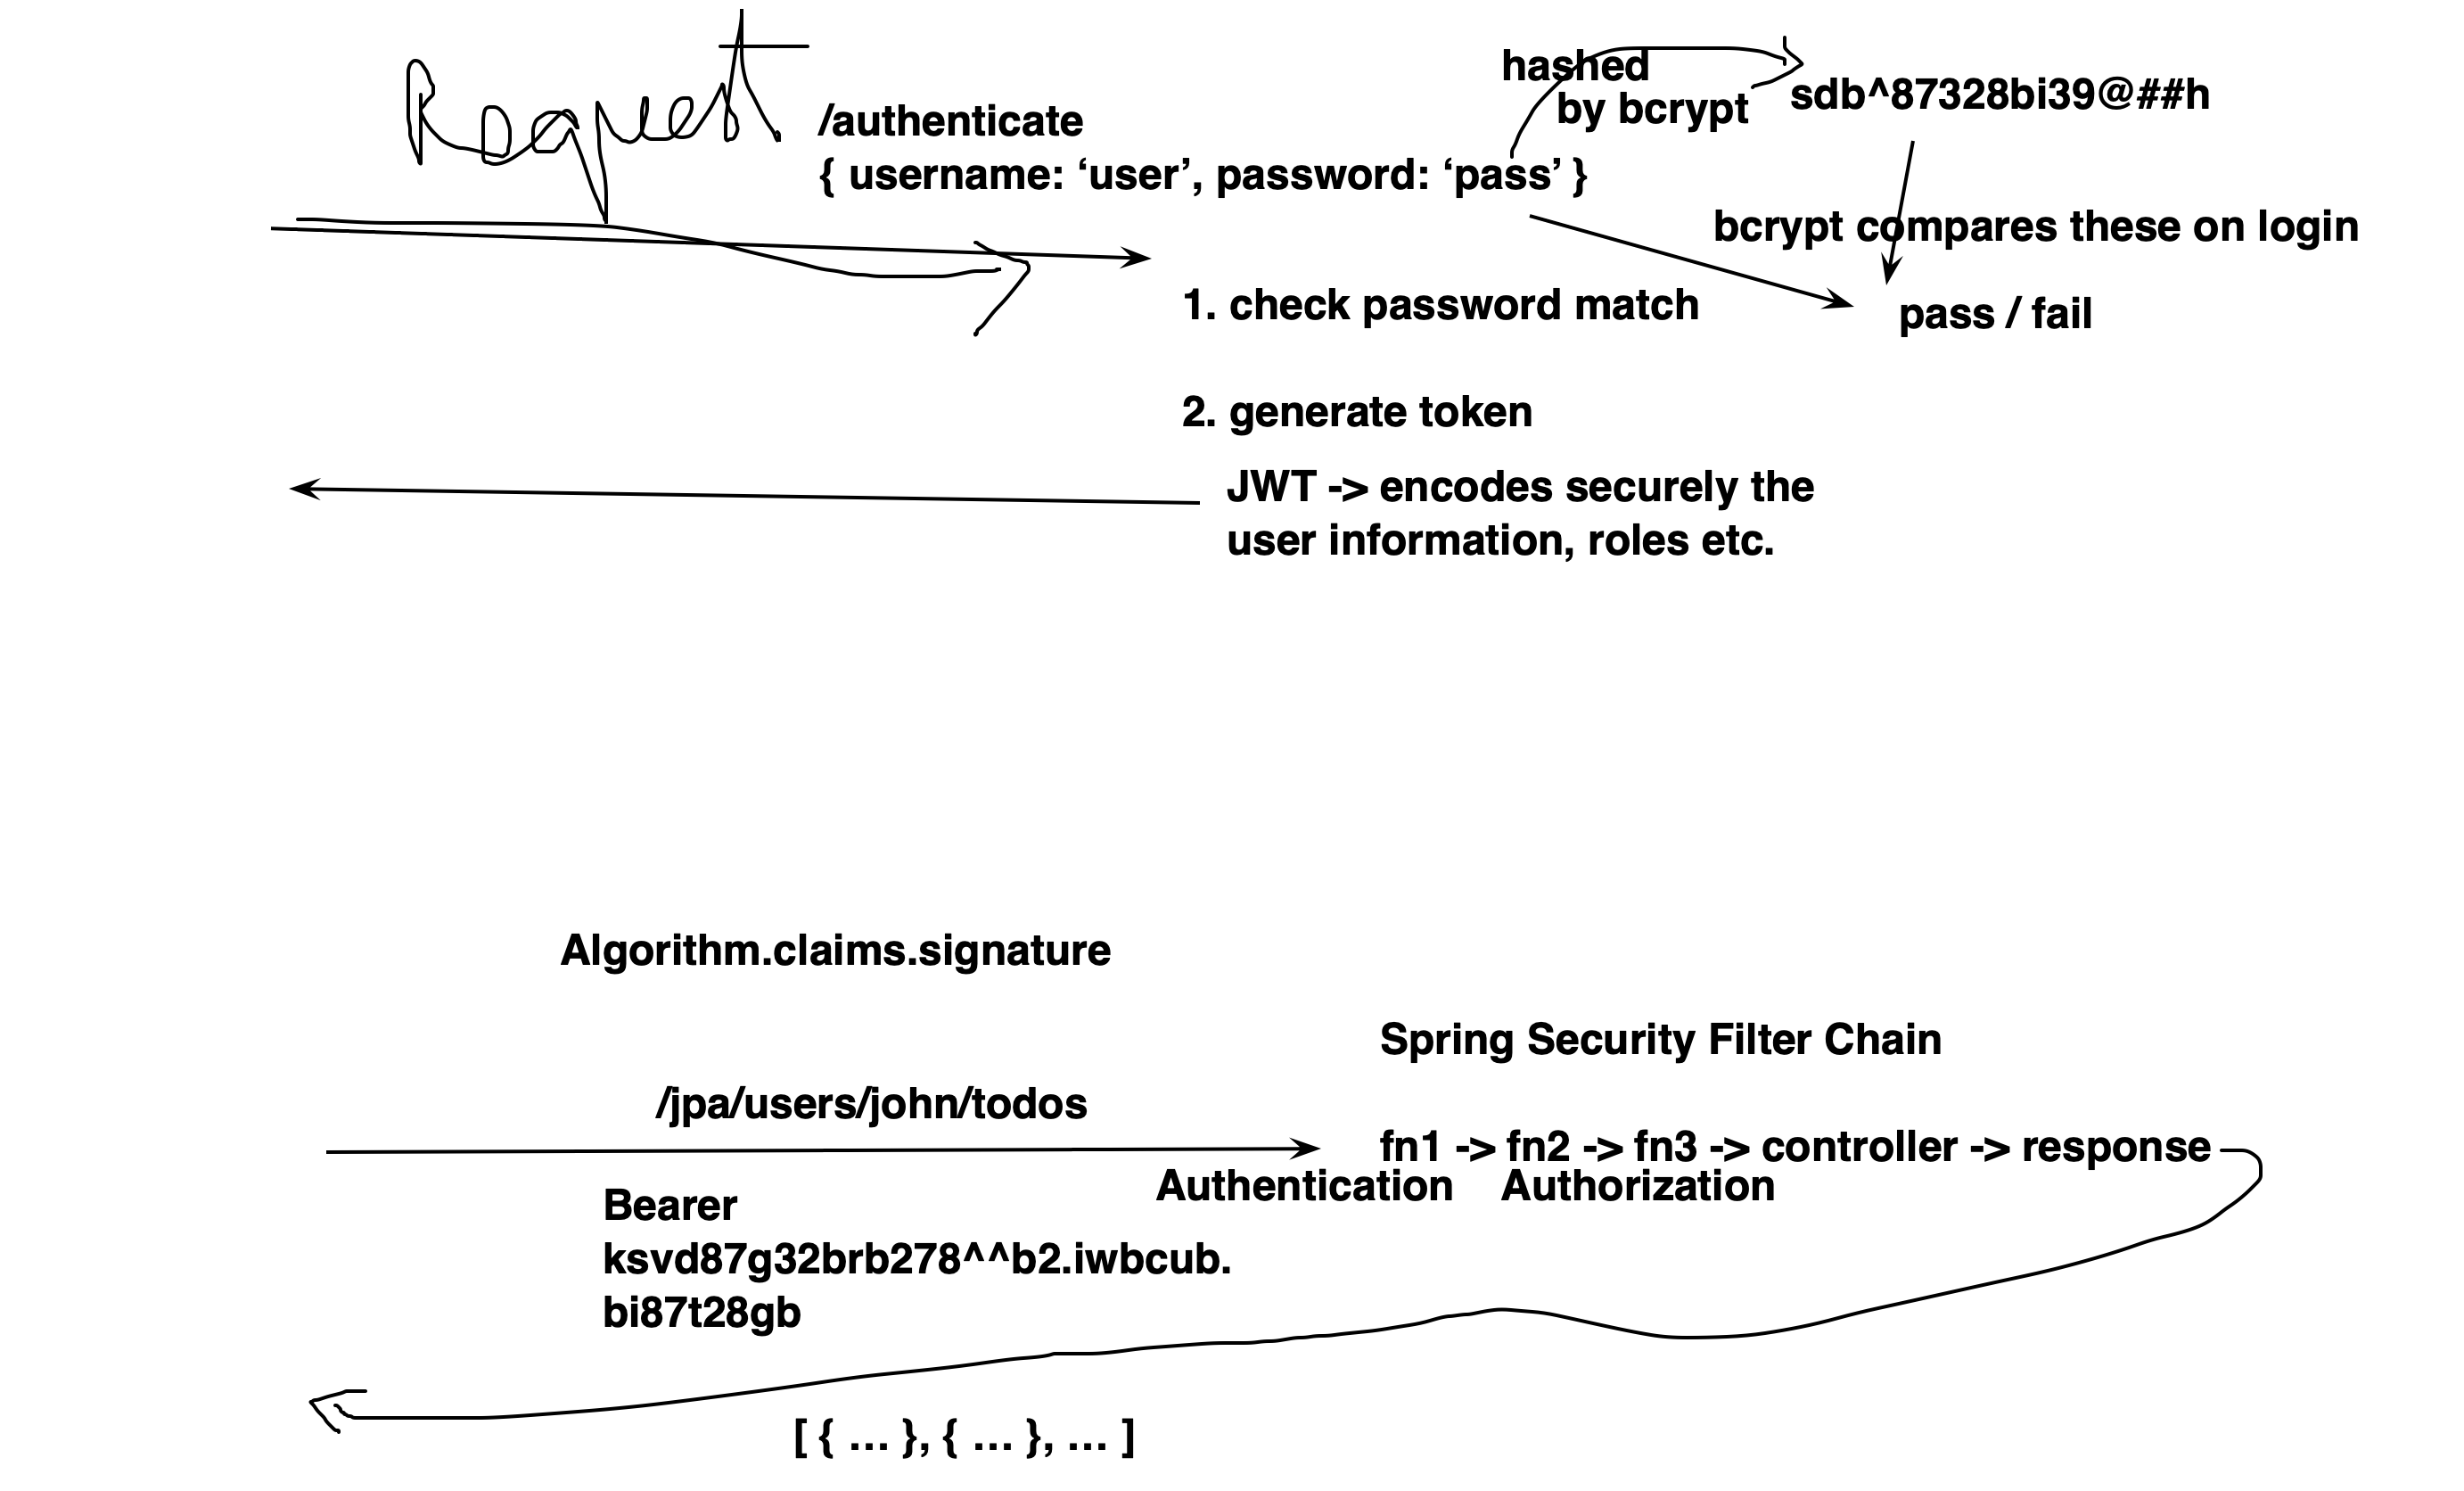 Request
hashed
by bcrypt
sdb^87328bi39@##h
/authenticate
{ username: ‘user’, password: ‘pass’ }
bcrypt compares these on login
1. check password match
pass / fail
2. generate token
JWT -> encodes securely the
user information, roles etc.
Algorithm.claims.signature
Spring Security Filter Chain
/jpa/users/john/todos
fn1 -> fn2 -> fn3 -> controller -> response
Authentication Authorization
Bearer
ksvd87g32brb278^^b2.iwbcub.
bi87t28gb
[ { ... }, { ... }, ... ]